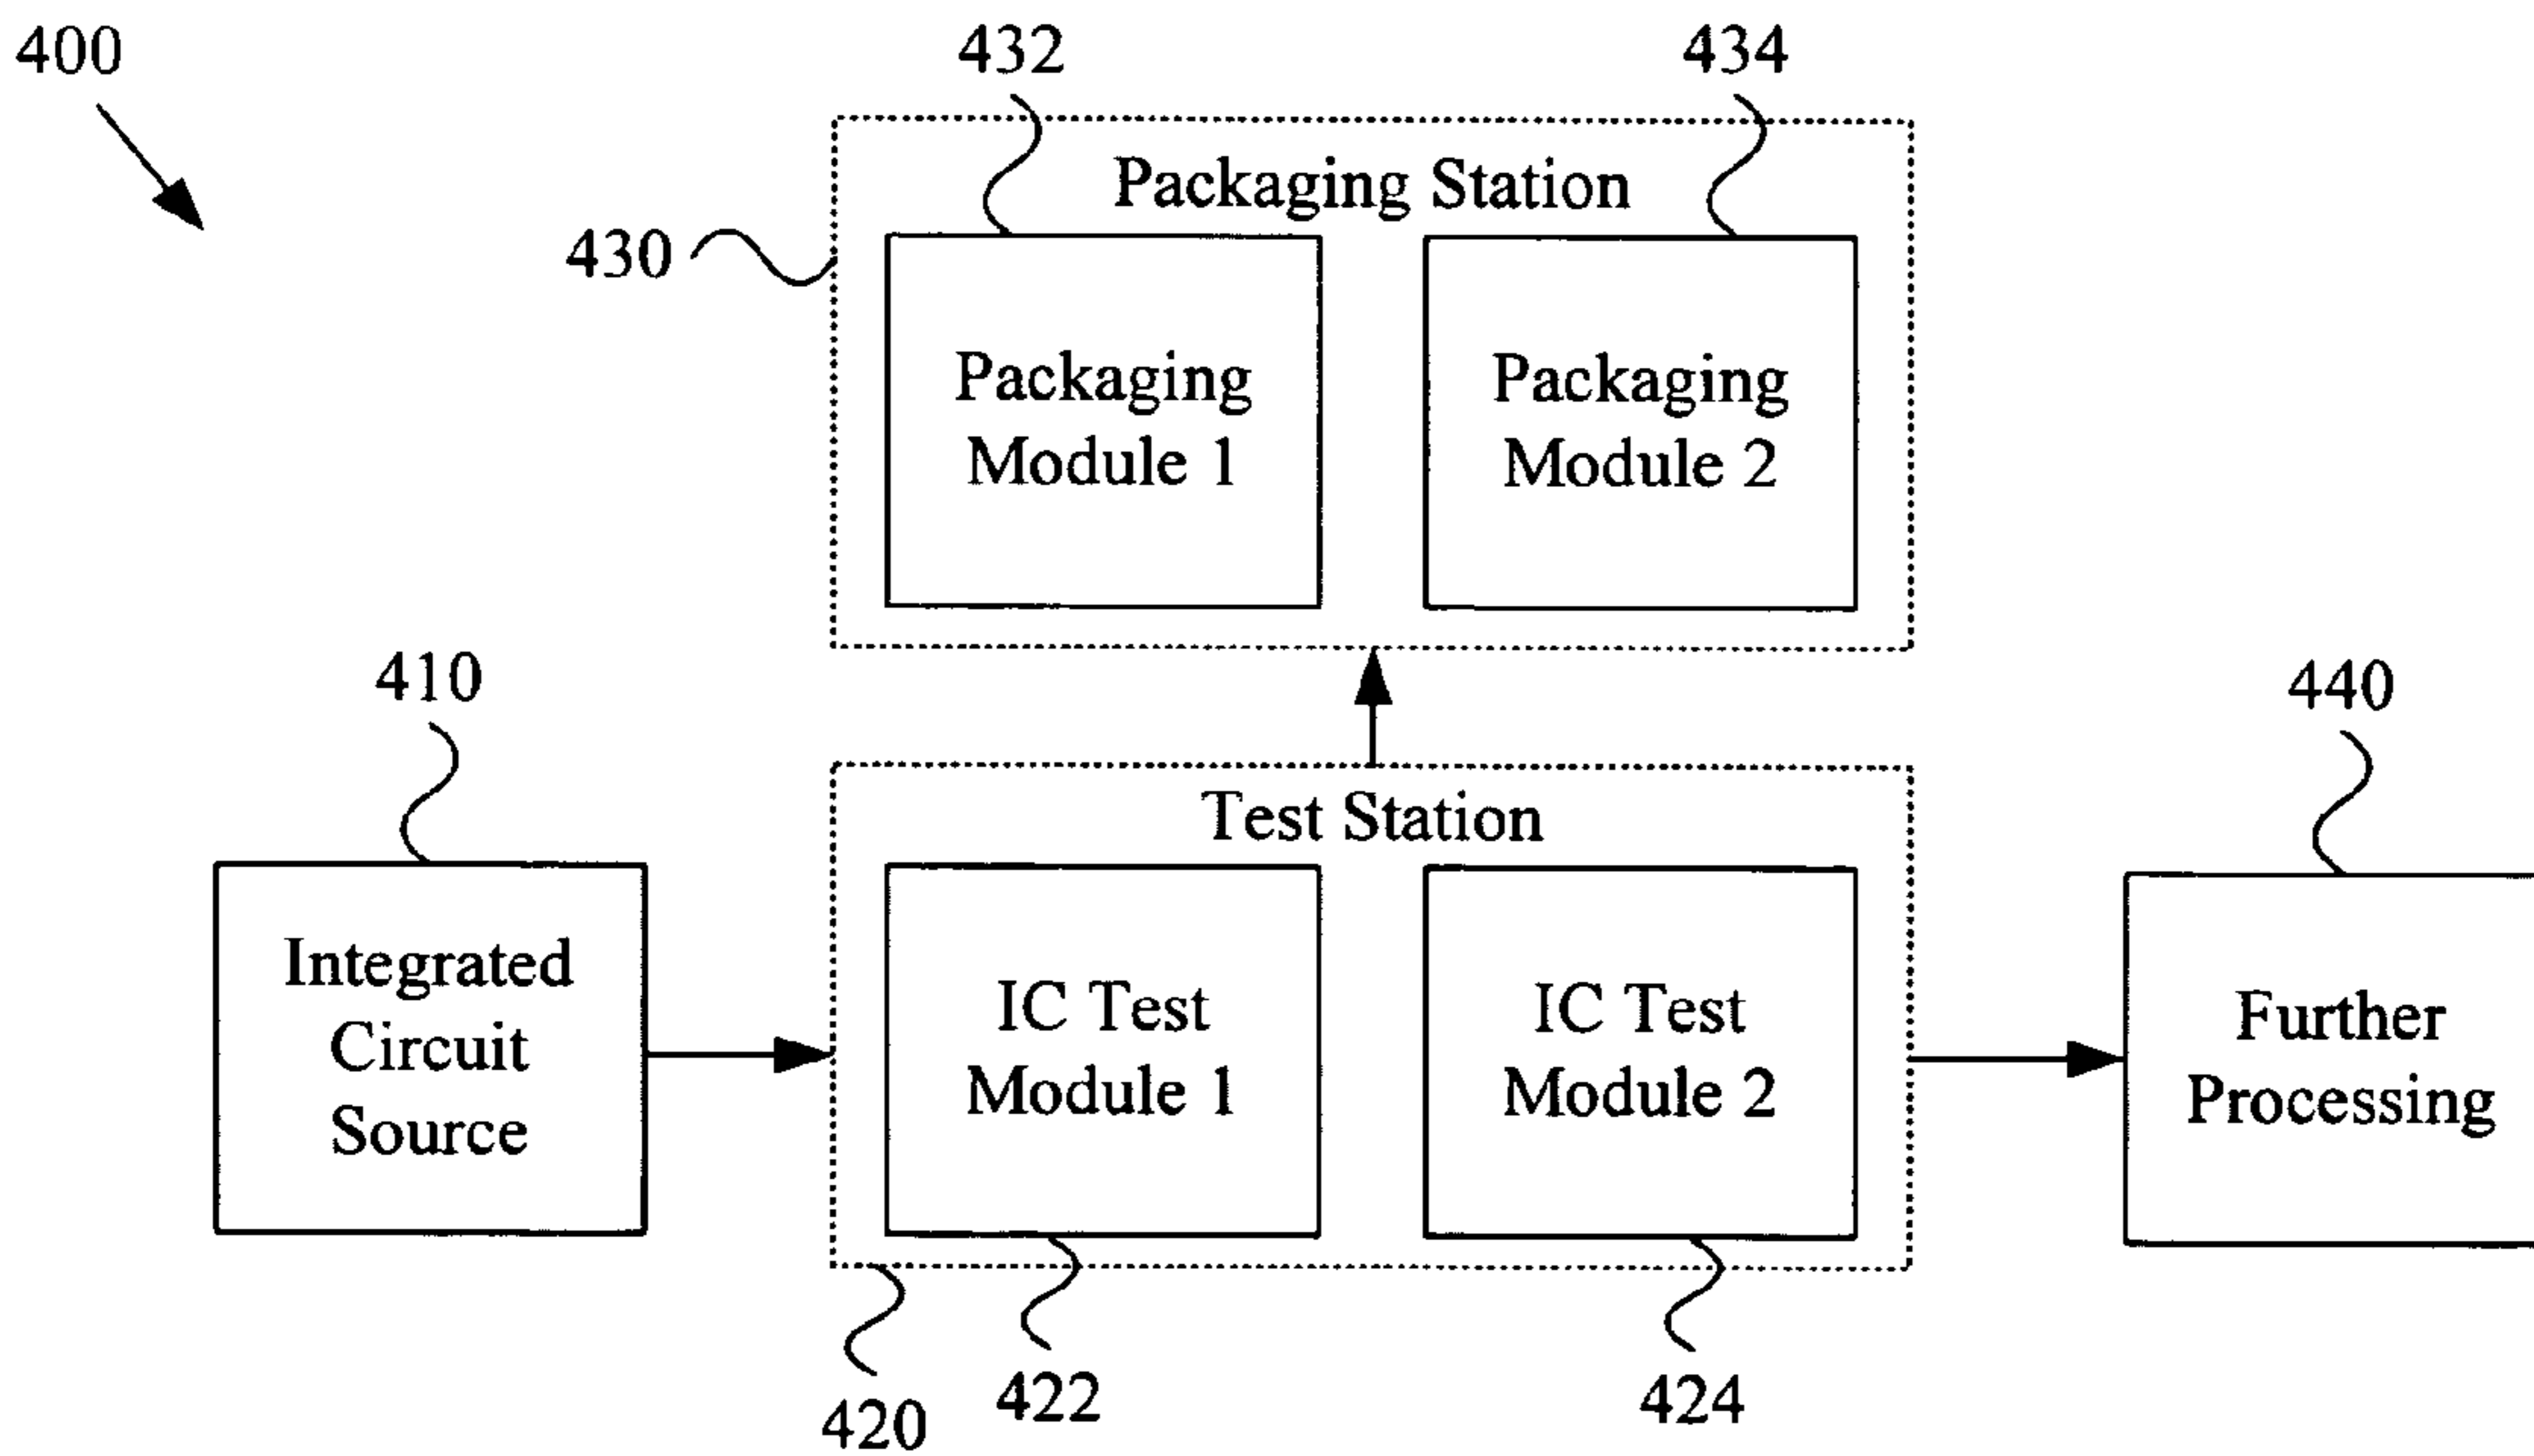 400
432
434
Packaging Station
430
Packaging
Module 1
Packaging
Module 2
410
440
Test Station
Integrated
Circuit
Source
IC Test
Module 1
IC Test
Module 2
Further
Processing
420
422
424